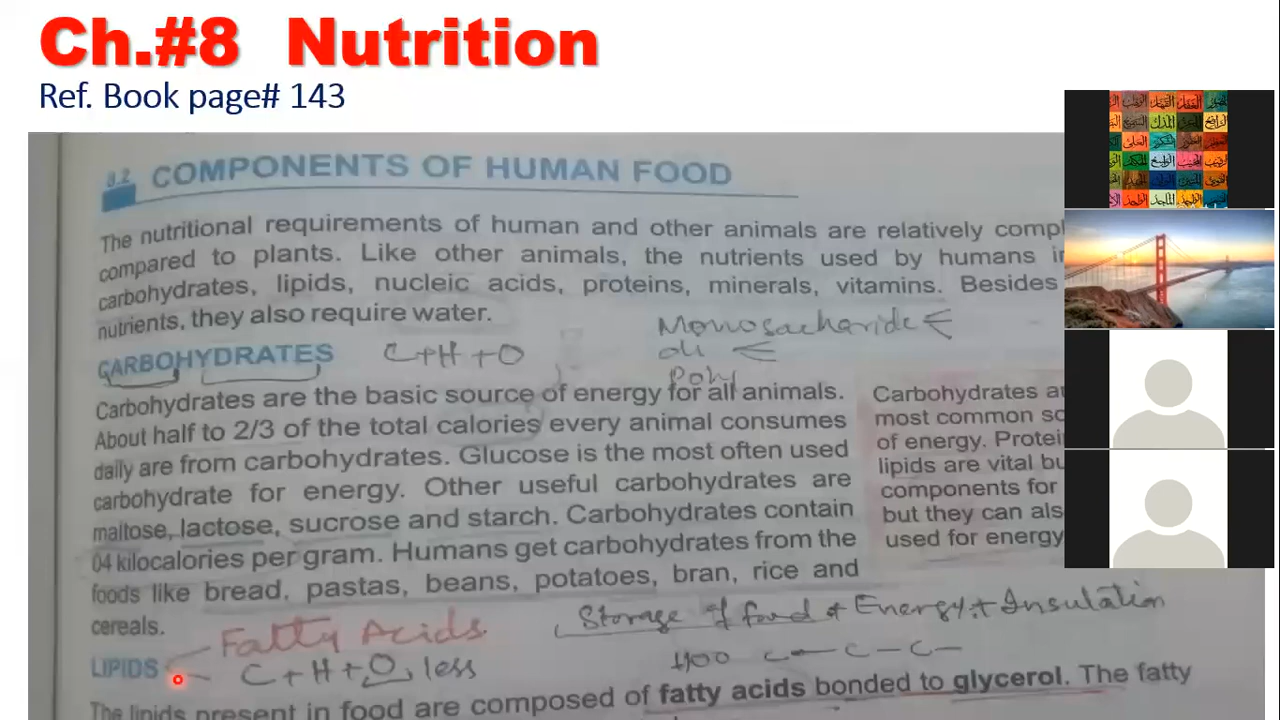 Ch.#8 Nutrition
Ref. Book page# 143
8.2 COMPONENTS OF HUMAN FOOD
The nutritional requirements of human and other animals are relatively compl
compared to plants. Like other animals, the nutrients used by humans in
carbohydrates, lipids, nucleic acids, proteins, minerals, vitamins. Besides
nutrients, they also require water.
Monosacharide
di
Poly
CARBOHYDRATES C+H+O
Carbohydrates are the basic source of energy for all animals.
About half to 2/3 of the total calories every animal consumes
daily are from carbohydrates. Glucose is the most often used
carbohydrate for energy. Other useful carbohydrates are
maltose, lactose, sucrose and starch. Carbohydrates contain
04 kilocalories per gram. Humans get carbohydrates from the
foods like bread, pastas, beans, potatoes, bran, rice and
cereals.
Carbohydrates a
most common so
of energy. Protei
lipids are vital bu
components for
but they can als
used for energy
Storage of food + Energy + Insulation
Fatty Acids
LIPIDS C+H+O, less
C-C-C-
The lipids present in food are composed of fatty acids bonded to glycerol. The fatty